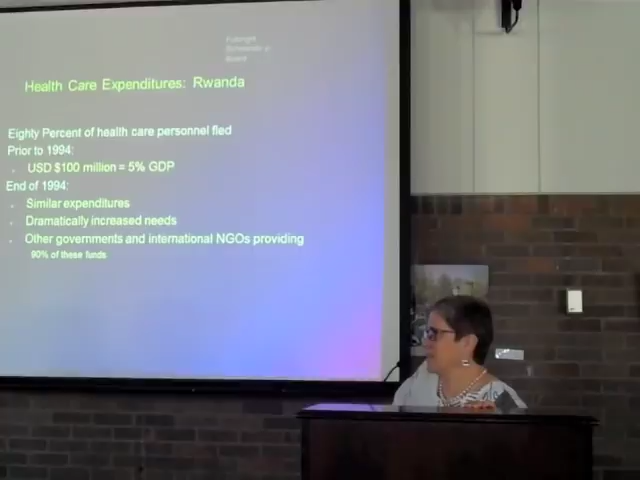 Fulbright
Health Care Expenditures: Rwanda
Eighty Percent of health care personnel fled
Prior to 1994:
USD $100 million = 5% GDP
End of 1994:
Similar expenditures
Dramatically increased needs
Other governments and international NGOs providing
90% of these funds